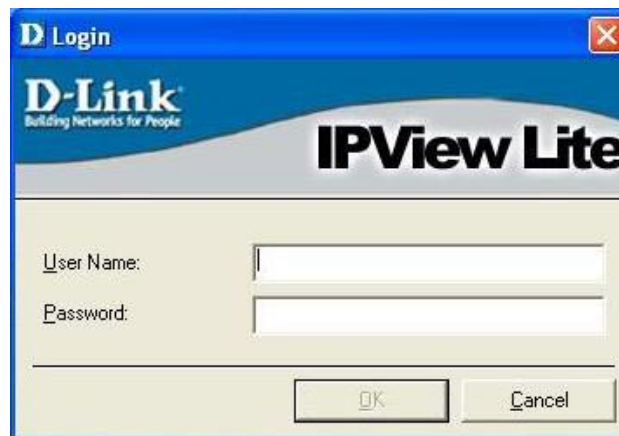 D Login
D-Link
Building Networks for People
IPView Lite
User Name:
Password:
OK
Cancel